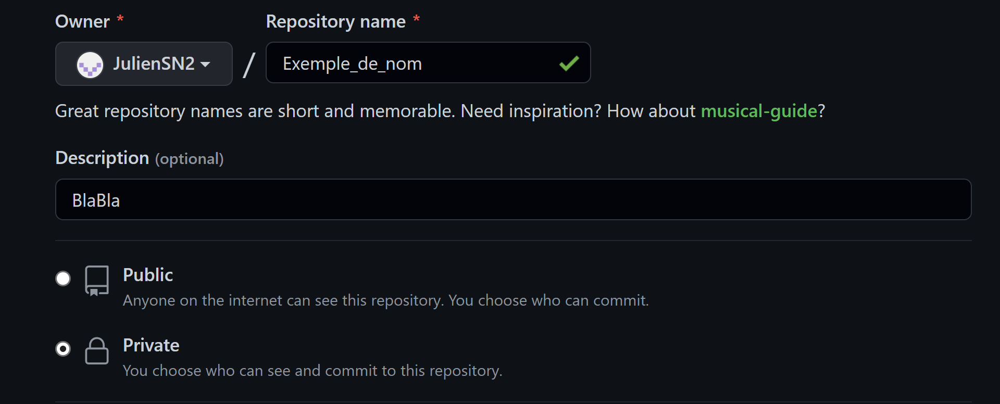 Owner *
Repository name *
JulienSN2
/
Exemple_de_nom
Great repository names are short and memorable. Need inspiration? How about musical-guide?
Description (optional)
BlaBla
Public
Anyone on the internet can see this repository. You choose who can commit.
Private
You choose who can see and commit to this repository.